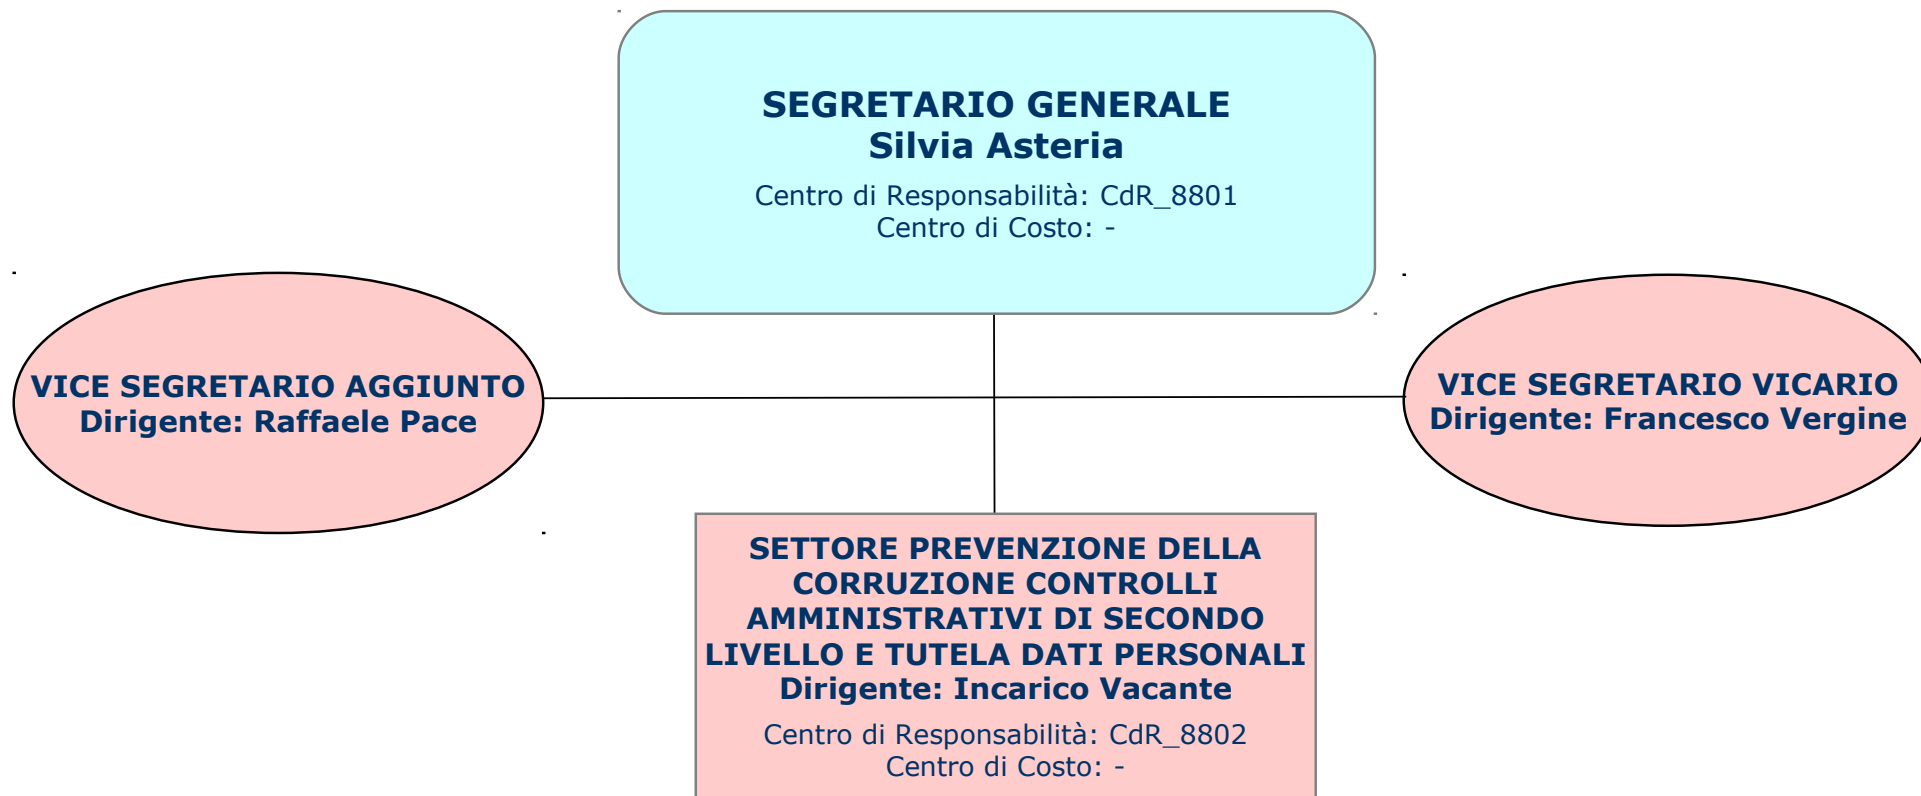 SEGRETARIO GENERALE
Silvia Asteria
Centro di Responsabilità: CdR_8801
Centro di Costo: -
VICE SEGRETARIO AGGIUNTO
Dirigente: Raffaele Pace
VICE SEGRETARIO VICARIO
Dirigente: Francesco Vergine
SETTORE PREVENZIONE DELLA
CORRUZIONE CONTROLLI
AMMINISTRATIVI DI SECONDO
LIVELLO E TUTELA DATI PERSONALI
Dirigente: Incarico Vacante
Centro di Responsabilità: CdR_8802
Centro di Costo: -